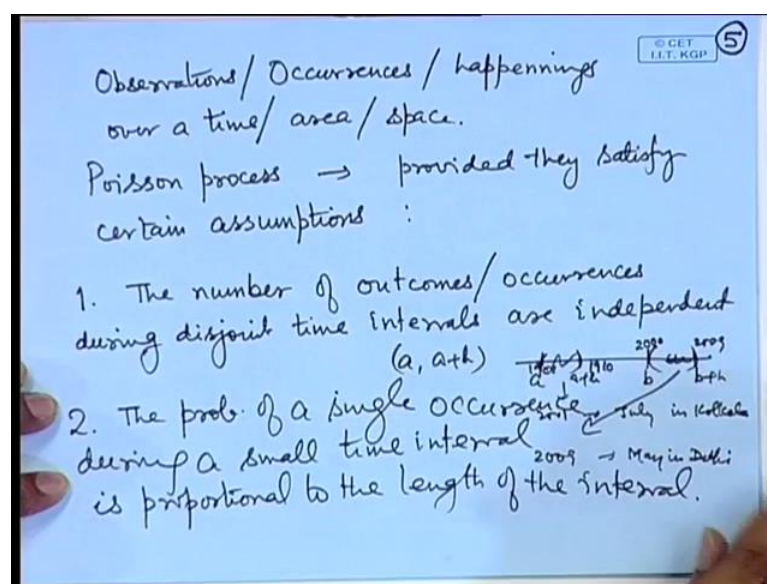 © CET
I.I.T. KGP
5
Observations/ Occurrences / happennings
over a time/ area / space.
Poisson process → provided they satisfy
certain assumptions :
1. The number of outcomes/occurrences
during disjoint time intervals are independent
(a, a+h)
a a+h 1910 b b+h 2009
2. The prob. of a single occurrence
July in Kolkata
during a small time interval
2009 → May in Delhi
is proportional to the length of the interval.